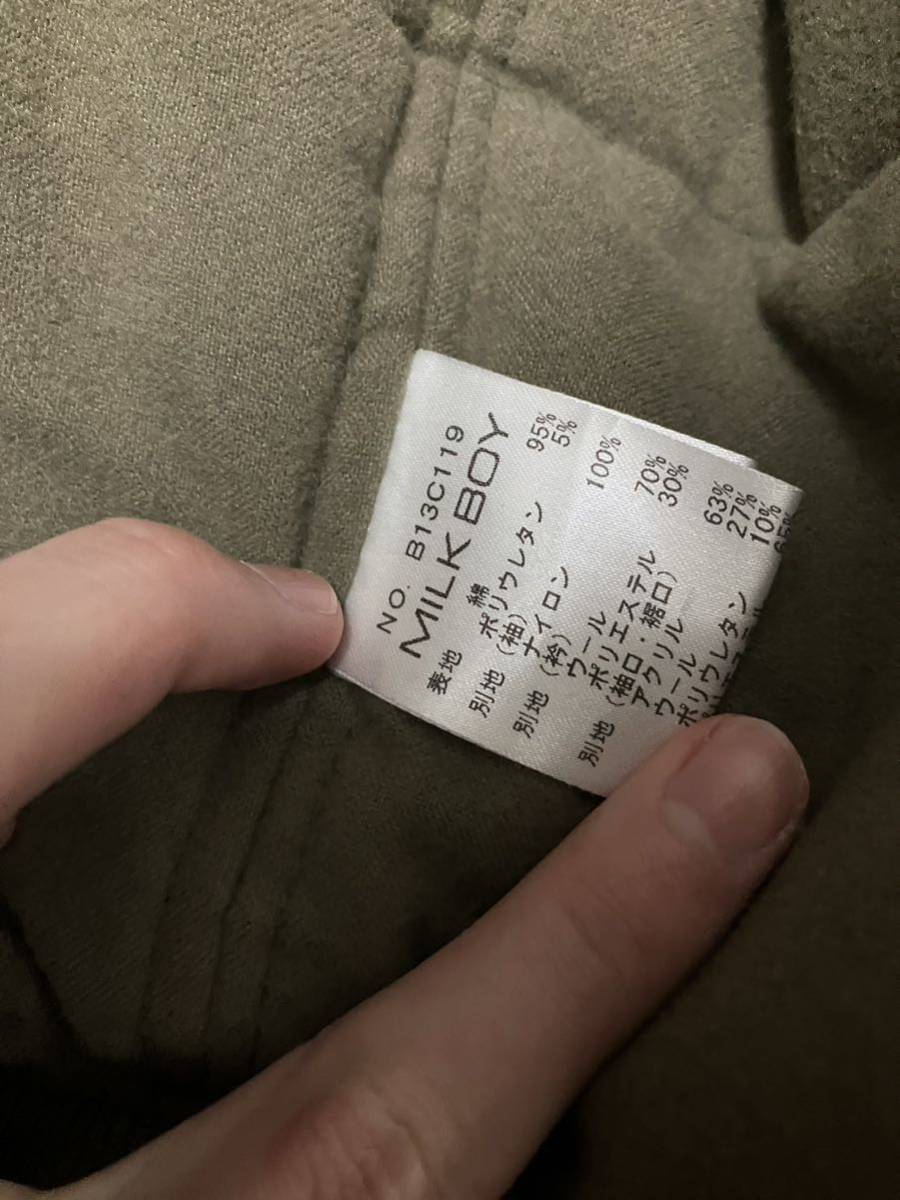 NO. B13C119
MILKBOY
表地 綿 95%
ポリウレタン 5%
別地 (袖)
ナイロン 100%
別地 (衿)
ウール 70%
ポリエステル 30%
別地 (袖口・裾口)
アクリル 63%
ウール 27%
ポリウレタン 10%
65%